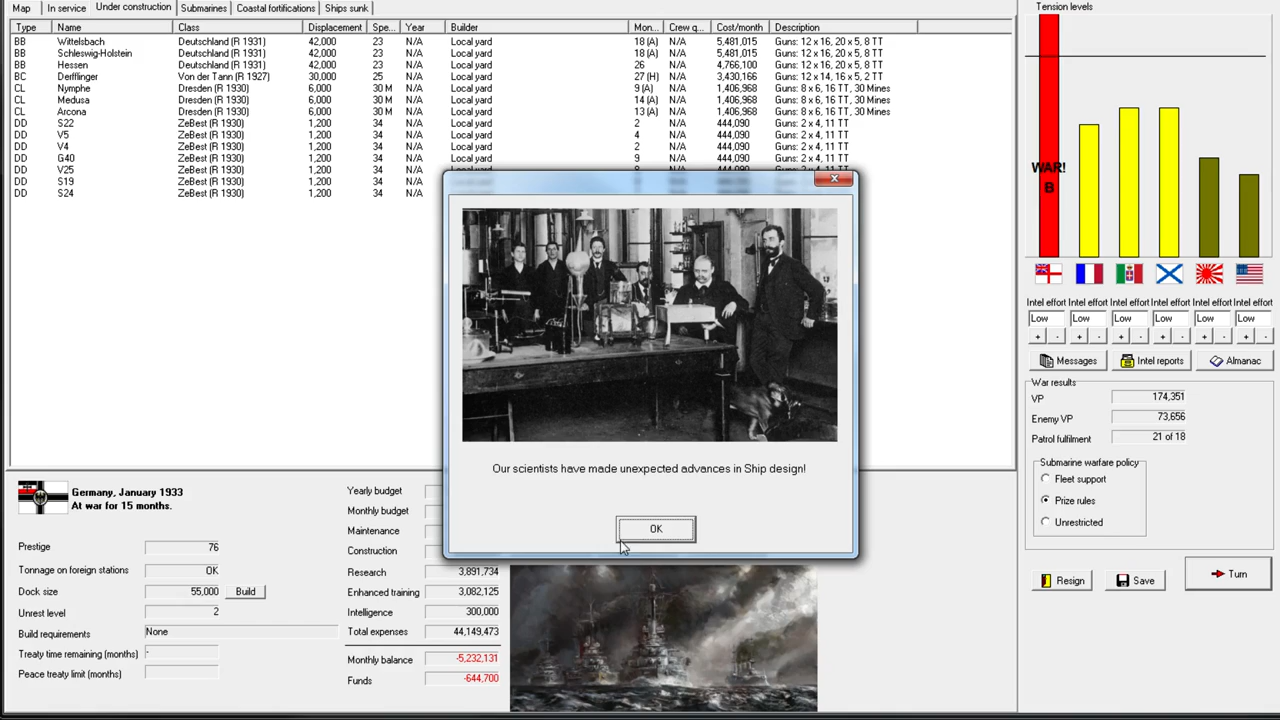 Map In service Under construction Submarines Coastal fortifications Ships sunk
Type Name Class Displacement Spe... Year Builder Mon... Crew q... Cost/month Description
BB Wittelsbach Deutschland (R 1931) 42,000 23 N/A Local yard 18 (A) N/A 5,481,015 Guns: 12 x 16, 20 x 5, 8 TT
BB Schleswig-Holstein Deutschland (R 1931) 42,000 23 N/A Local yard 18 (A) N/A 5,481,015 Guns: 12 x 16, 20 x 5, 8 TT
BB Hessen Deutschland (R 1931) 42,000 23 N/A Local yard 26 N/A 4,766,100 Guns: 12 x 16, 20 x 5, 8 TT
BC Derfflinger Von der Tann (R 1927) 30,000 25 N/A Local yard 27 (H) N/A 3,430,166 Guns: 12 x 14, 16 x 5, 2 TT
CL Nymphe Dresden (R 1930) 6,000 30 M N/A Local yard 9 (A) N/A 1,406,968 Guns: 8 x 6, 16 TT, 30 Mines
CL Medusa Dresden (R 1930) 6,000 30 M N/A Local yard 14 (A) N/A 1,406,968 Guns: 8 x 6, 16 TT, 30 Mines
CL Arcona Dresden (R 1930) 6,000 30 M N/A Local yard 13 (A) N/A 1,406,968 Guns: 8 x 6, 16 TT, 30 Mines
DD S22 ZeBest (R 1930) 1,200 34 N/A Local yard 2 N/A 444,090 Guns: 2 x 4, 11 TT
DD V5 ZeBest (R 1930) 1,200 34 N/A Local yard 4 N/A 444,090 Guns: 2 x 4, 11 TT
DD V4 ZeBest (R 1930) 1,200 34 N/A Local yard 2 N/A 444,090 Guns: 2 x 4, 11 TT
DD G40 ZeBest (R 1930) 1,200 34 N/A Local yard 9 N/A 444,090 Guns: 2 x 4, 11 TT
DD V25 ZeBest (R 1930) 1,200 34 N/A Local yard N/A 444,090 Guns: 2 x 4, 11 TT
DD S19 ZeBest (R 1930) 1,200 34 N/A
DD S24 ZeBest (R 1930) 1,200 34 N/A
Our scientists have made unexpected advances in Ship design!
OK
Germany, January 1933
At war for 15 months.
Prestige 76
Tonnage on foreign stations OK
Dock size 55,000 Build
Unrest level 2
Build requirements None
Treaty time remaining (months) -
Peace treaty limit (months)
Yearly budget
Monthly budget
Maintenance
Construction
Research 3,891,734
Enhanced training 3,082,125
Intelligence 300,000
Total expenses 44,149,473
Monthly balance -5,232,131
Funds -644,700
Tension levels
WAR!
B
Intel effort Intel effort Intel effort Intel effort Intel effort Intel effort
Low Low Low Low Low Low
+ - + - + - + - + - + -
Messages Intel reports Almanac
War results
VP 174,351
Enemy VP 73,656
Patrol fulfilment 21 of 18
Submarine warfare policy
Fleet support
Prize rules
Unrestricted
Resign Save Turn